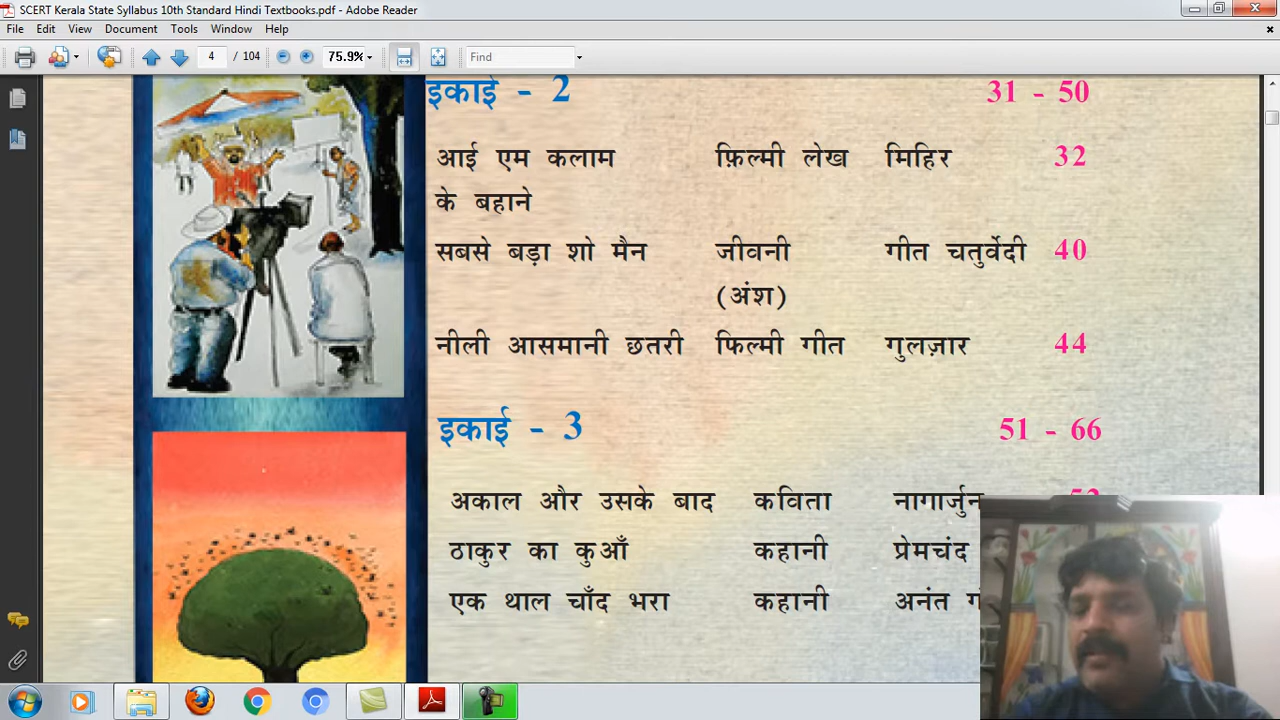 SCERT Kerala State Syllabus 10th Standard Hindi Textbooks.pdf - Adobe Reader
File Edit View Document Tools Window Help
4 / 104 75.9% Find
इकाई - 2 31 - 50
आई एम कलाम फ़िल्मी लेख मिहिर 32
के बहाने
सबसे बड़ा शो मैन जीवनी गीत चतुर्वेदी 40
(अंश)
नीली आसमानी छतरी फिल्मी गीत गुलज़ार 44
इकाई - 3 51 - 66
अकाल और उसके बाद कविता नागार्जुन
ठाकुर का कुआँ कहानी प्रेमचंद
एक थाल चाँद भरा कहानी अनंत